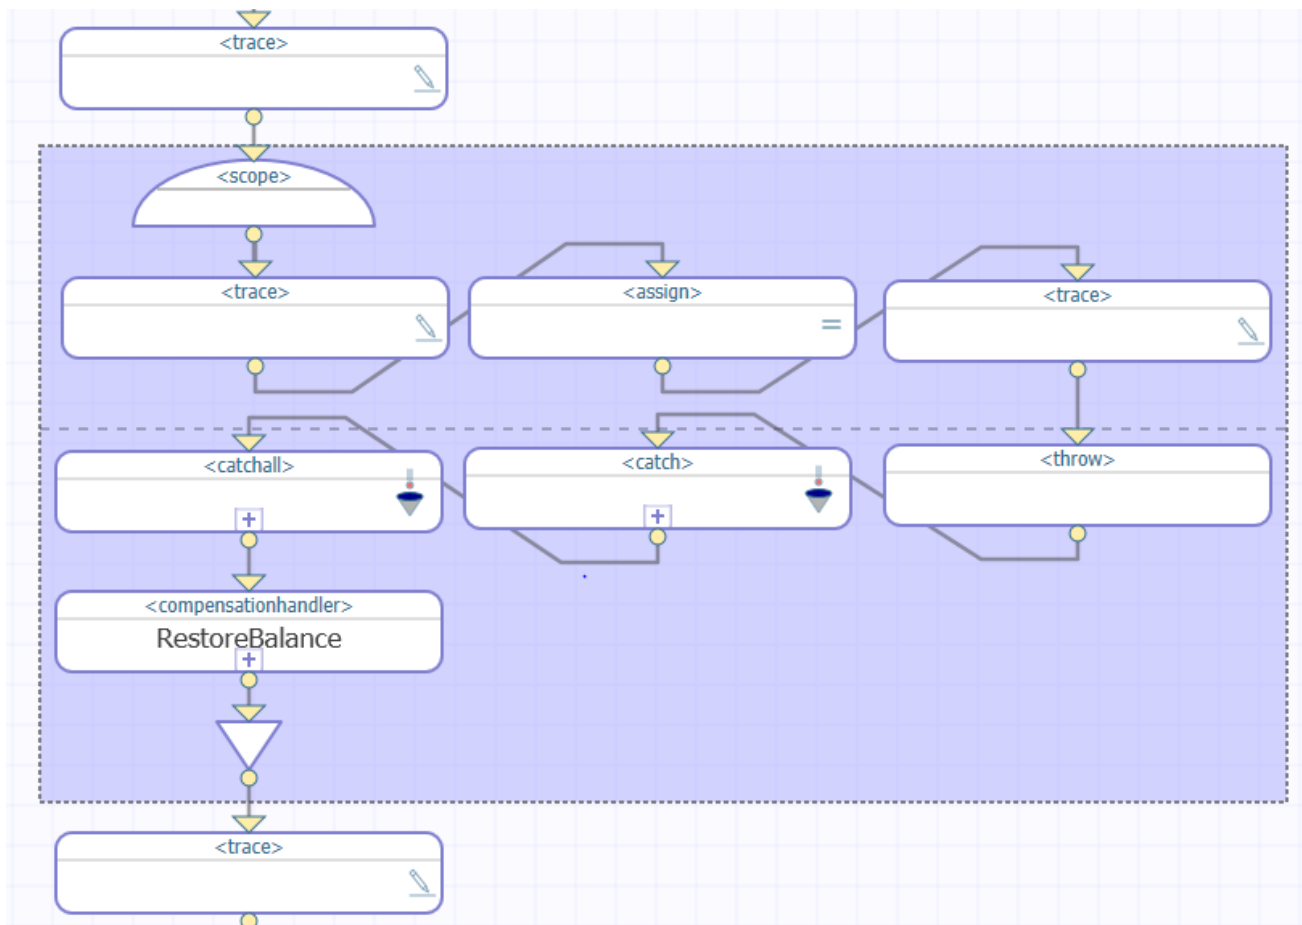 <trace>
<scope>
<trace>
<assign>
<trace>
<catchall>
<catch>
<throw>
<compensationhandler>
RestoreBalance
<trace>